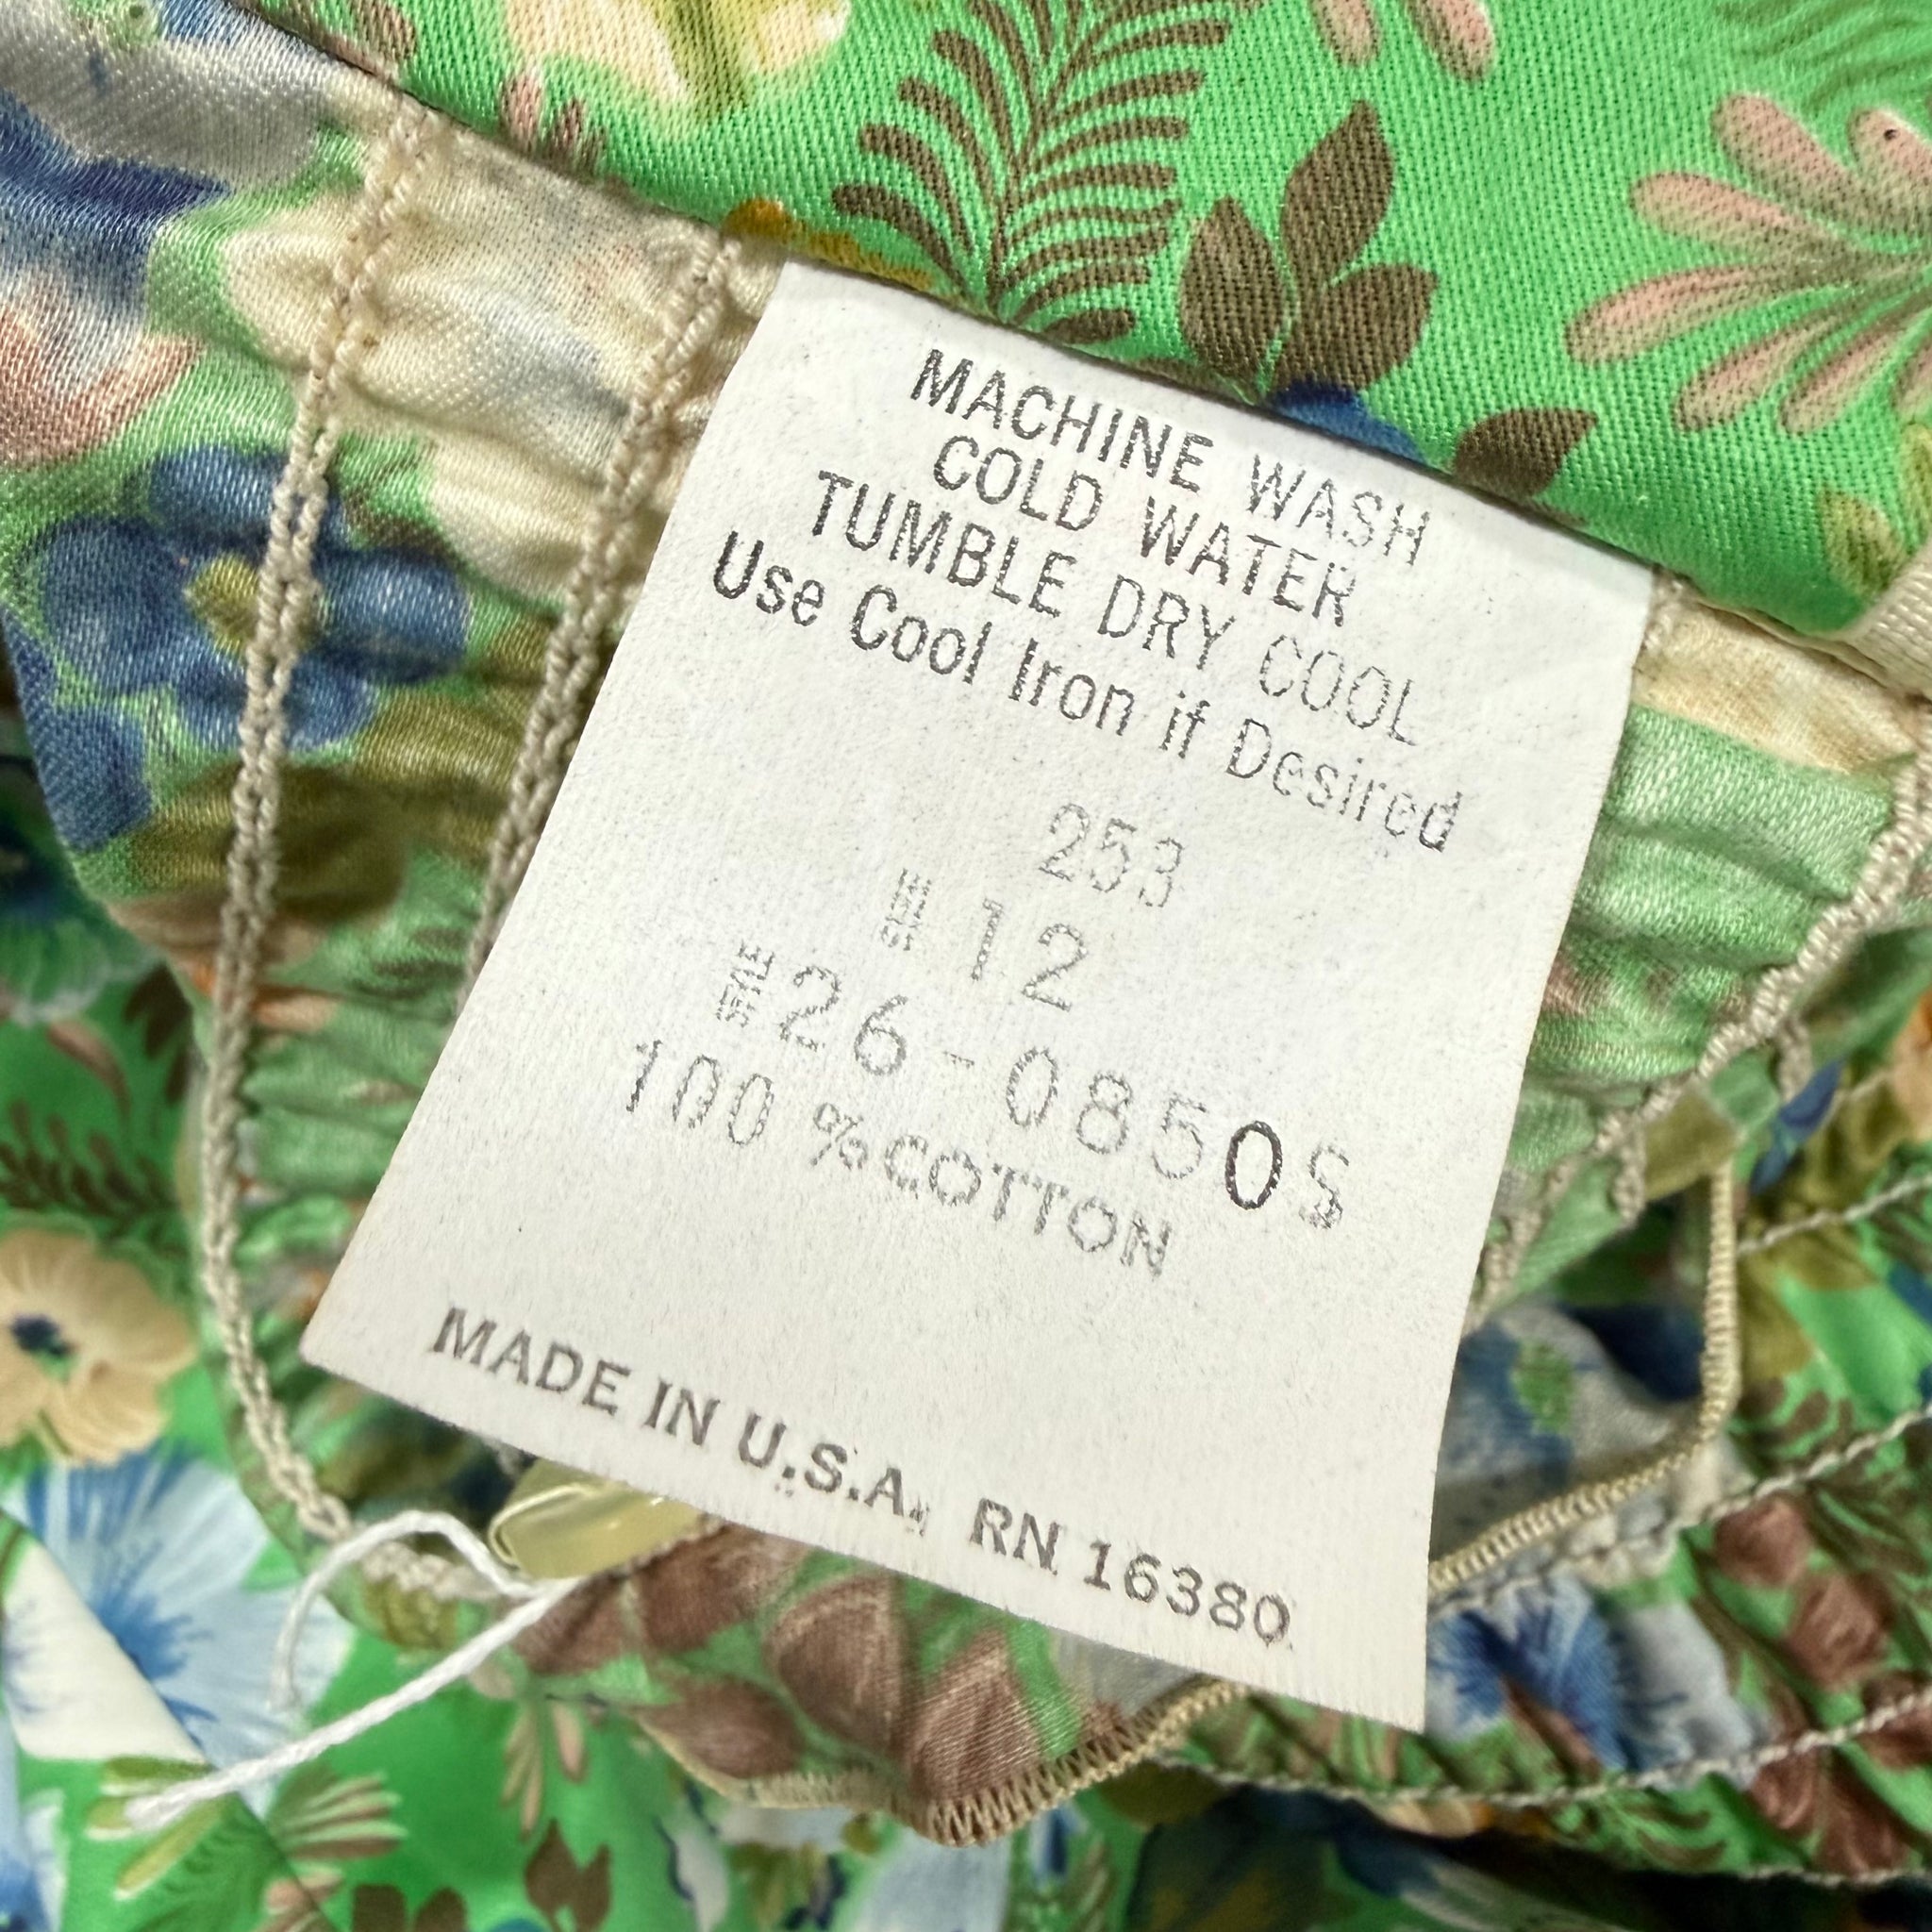 MACHINE WASH
COLD WATER
TUMBLE DRY COOL
Use Cool Iron if Desired
253
12
STYLE 26-0850S
100 %COTTON
MADE IN U.S.A. RN 16380